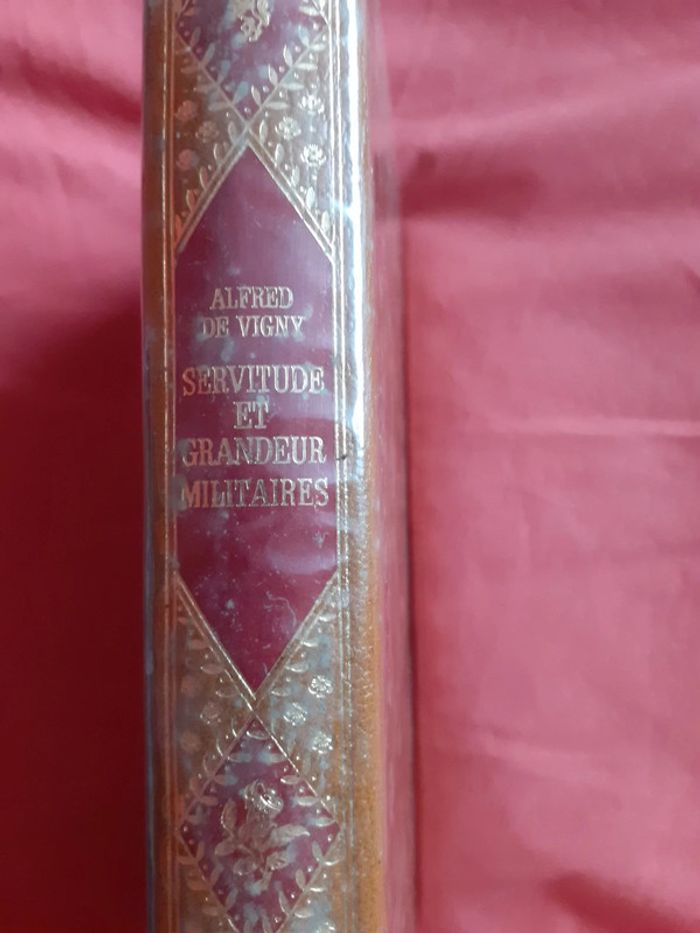 ALFRED
DE VIGNY
SERVITUDE
ET
GRANDEUR
MILITAIRES